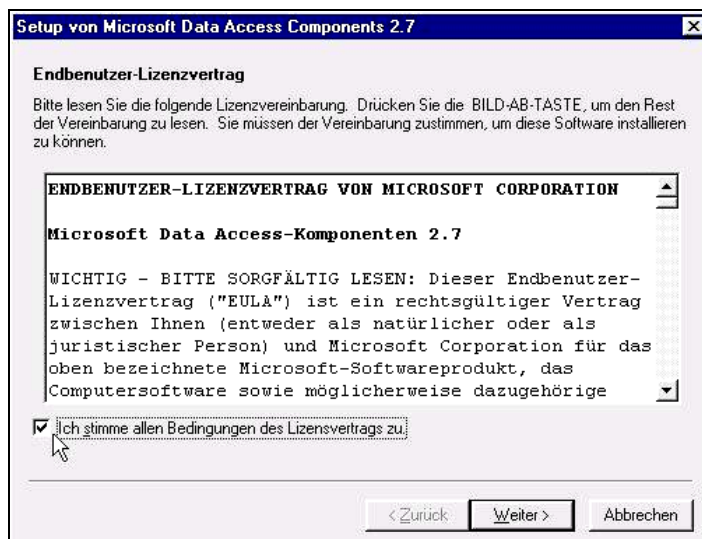 Setup von Microsoft Data Access Components 2.7
Endbenutzer-Lizenzvertrag
Bitte lesen Sie die folgende Lizenzvereinbarung. Drücken Sie die BILD-AB-TASTE, um den Rest
der Vereinbarung zu lesen. Sie müssen der Vereinbarung zustimmen, um diese Software installieren
zu können.
ENDBENUTZER-LIZENZVERTRAG VON MICROSOFT CORPORATION
Microsoft Data Access-Komponenten 2.7
WICHTIG - BITTE SORGFÄLTIG LESEN: Dieser Endbenutzer-
Lizenzvertrag ("EULA") ist ein rechtsgültiger Vertrag
zwischen Ihnen (entweder als natürlicher oder als
juristischer Person) und Microsoft Corporation für das
oben bezeichnete Microsoft-Softwareprodukt, das
Computersoftware sowie möglicherweise dazugehörige
Ich stimme allen Bedingungen des Lizensvertrags zu.
< Zurück Weiter > Abbrechen